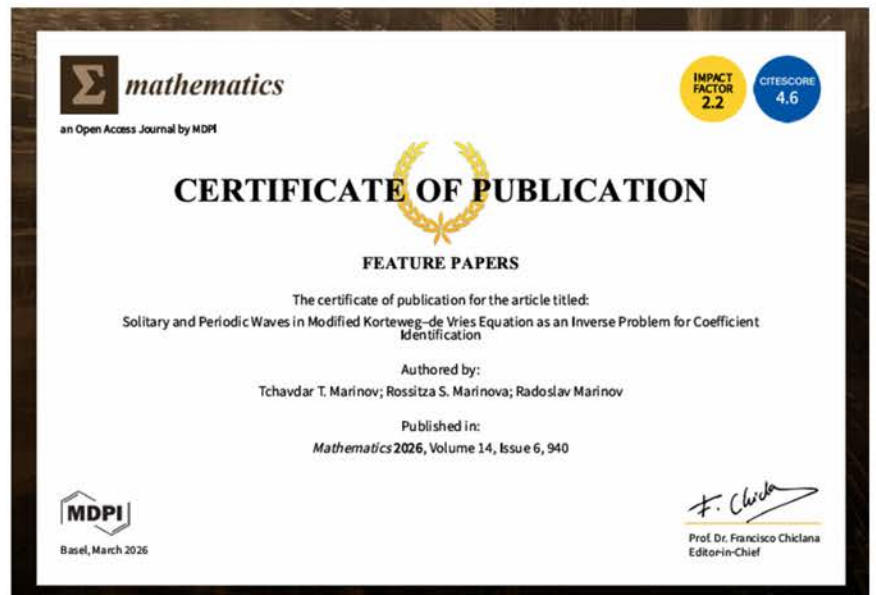 Σ mathematics
an Open Access Journal by MDPI
IMPACT
FACTOR
2.2
CITESCORE
4.6
CERTIFICATE OF PUBLICATION
FEATURE PAPERS
The certificate of publication for the article titled:
Solitary and Periodic Waves in Modified Korteweg–de Vries Equation as an Inverse Problem for Coefficient
Identification
Authored by:
Tchavdar T. Marinov; Rossitza S. Marinova; Radoslav Marinov
Published in:
Mathematics 2026, Volume 14, Issue 6, 940
MDPI
Basel, March 2026
F. Chicla
Prof. Dr. Francisco Chiclana
Editor-in-Chief